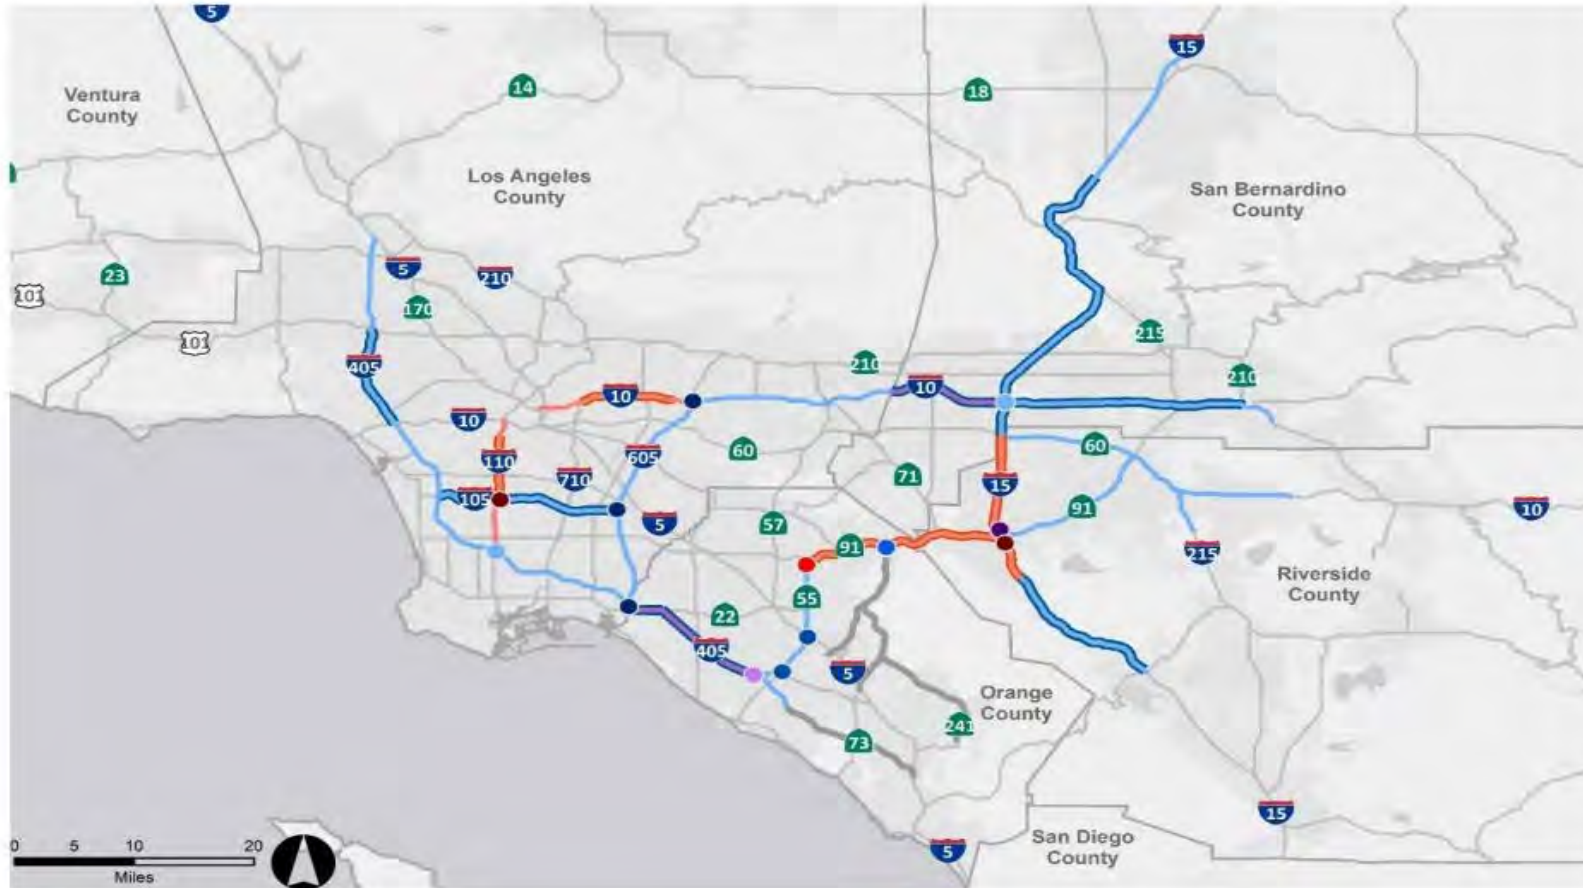 5
15
14
18
Ventura
County
Los Angeles
County
San Bernardino
County
23
5
210
101
170
101
215
405
210
10
10
210
10
110
605
60
60
71
15
105
710
5
57
91
10
91
215
55
Riverside
County
22
405
5
Orange
County
241
73
15
San Diego
County
5
0 5 10 20
Miles